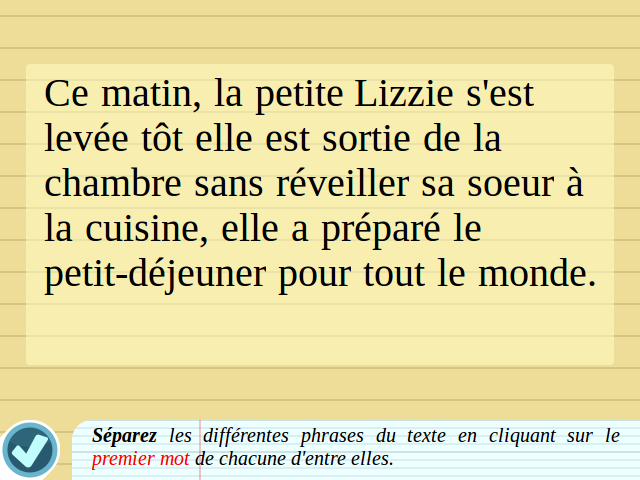 Ce matin, la petite Lizzie s'est
levée tôt elle est sortie de la
chambre sans réveiller sa soeur à
la cuisine, elle a préparé le
petit-déjeuner pour tout le monde.
Séparez les différentes phrases du texte en cliquant sur le
premier mot de chacune d'entre elles.